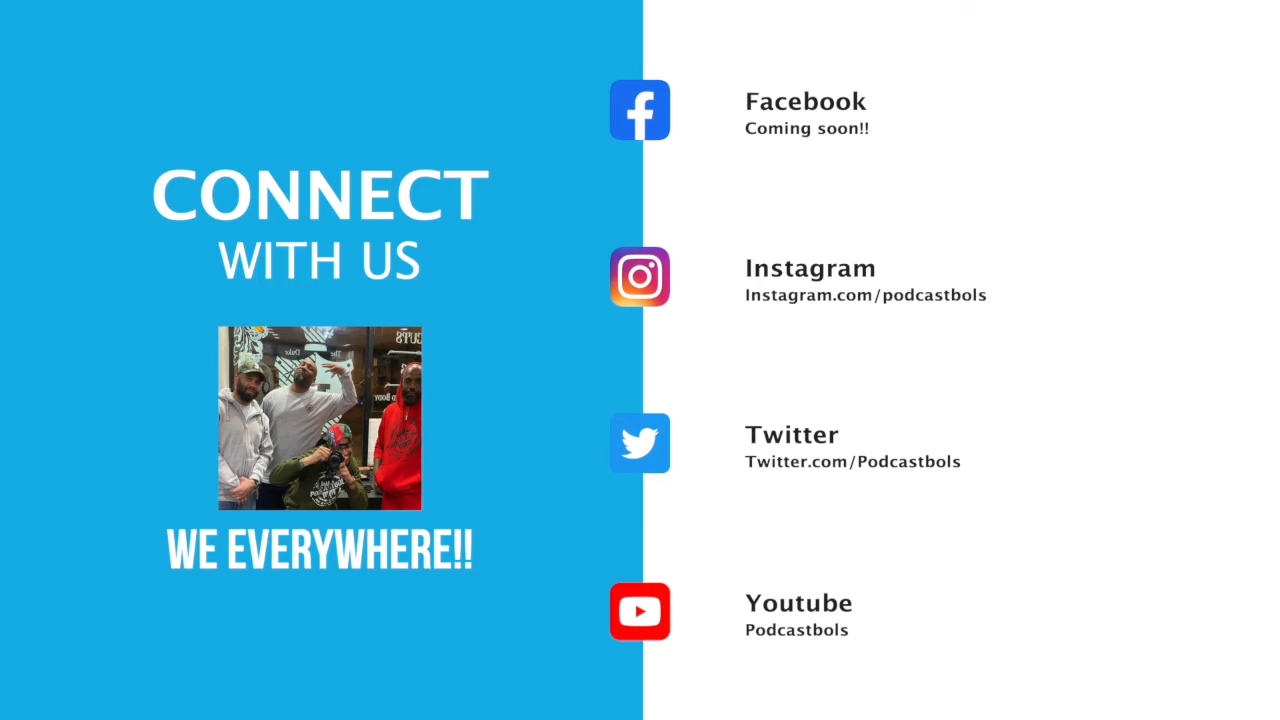 CONNECT
WITH US
WE EVERYWHERE!!
Facebook
Coming soon!!
Instagram
Instagram.com/podcastbols
Twitter
Twitter.com/Podcastbols
Youtube
Podcastbols